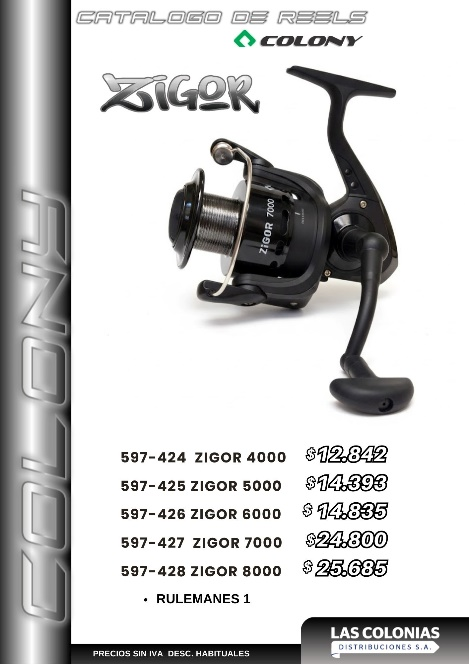 CATALOGO DE REELS
COLONY
ZIGOR
COLONY
ZIGOR 7000
597-424 ZIGOR 4000 $12.842
597-425 ZIGOR 5000 $14.393
597-426 ZIGOR 6000 $14.835
597-427 ZIGOR 7000 $24.800
597-428 ZIGOR 8000 $25.685
• RULEMANES 1
PRECIOS SIN IVA DESC. HABITUALES
LAS COLONIAS
DISTRIBUCIONES S.A.